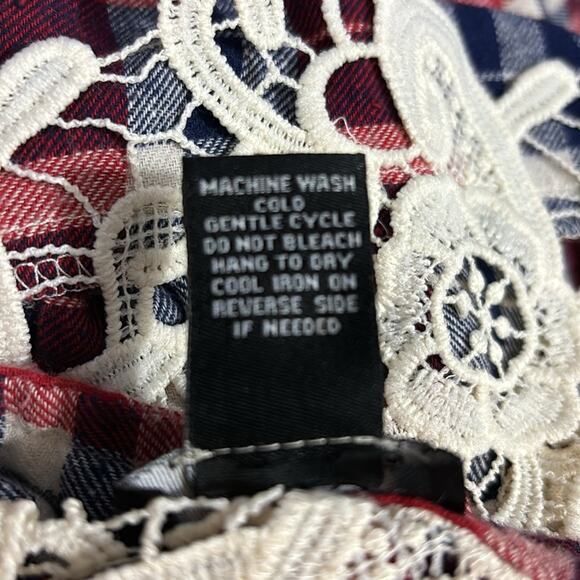 MACHINE WASH
COLD
GENTLE CYCLE
DO NOT BLEACH
HANG TO DRY
COOL IRON ON
REVERSE SIDE
IF NEEDED